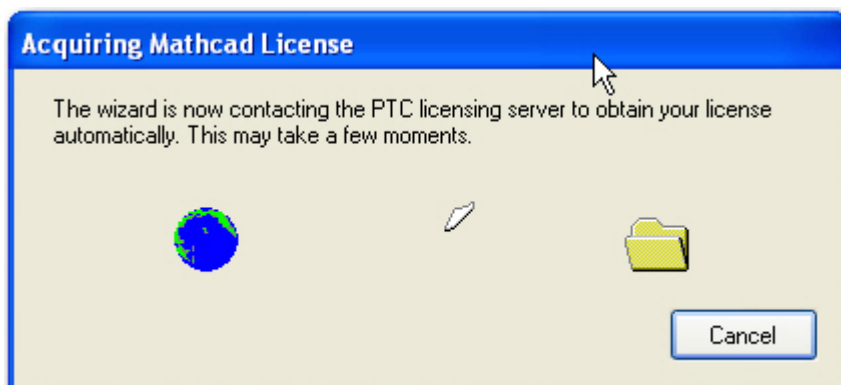 Acquiring Mathcad License
The wizard is now contacting the PTC licensing server to obtain your license
automatically. This may take a few moments.
Cancel